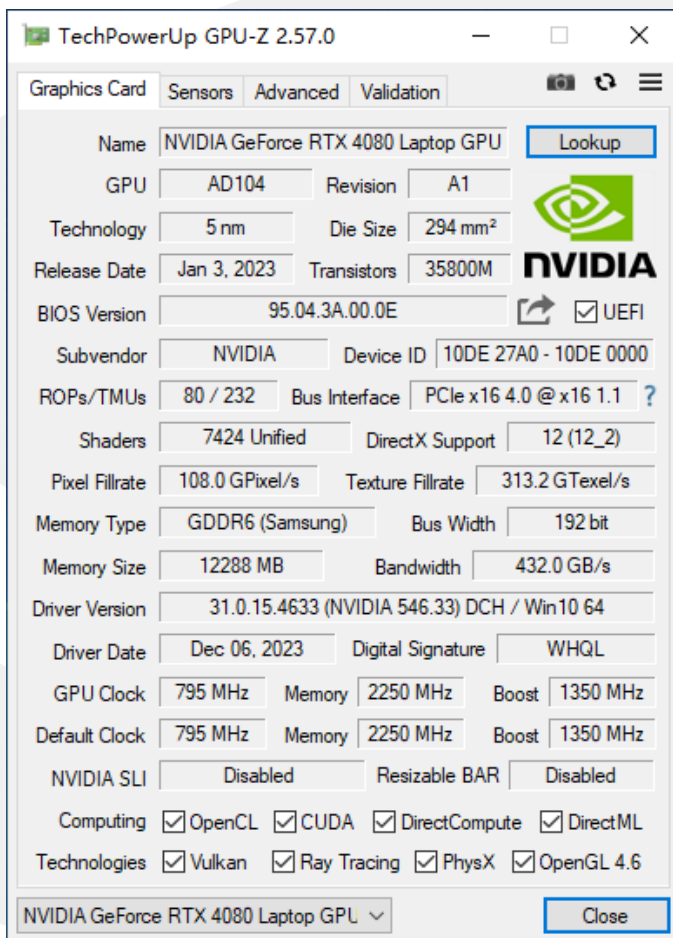 TechPowerUp GPU-Z 2.57.0
Graphics Card Sensors Advanced Validation
Name NVIDIA GeForce RTX 4080 Laptop GPU Lookup
GPU AD104 Revision A1
Technology 5 nm Die Size 294 mm²
Release Date Jan 3, 2023 Transistors 35800M
NVIDIA
BIOS Version 95.04.3A.00.0E UEFI
Subvendor NVIDIA Device ID 10DE 27A0 - 10DE 0000
ROPs/TMUs 80 / 232 Bus Interface PCIe x16 4.0 @ x16 1.1 ?
Shaders 7424 Unified DirectX Support 12 (12_2)
Pixel Fillrate 108.0 GPixel/s Texture Fillrate 313.2 GTexel/s
Memory Type GDDR6 (Samsung) Bus Width 192 bit
Memory Size 12288 MB Bandwidth 432.0 GB/s
Driver Version 31.0.15.4633 (NVIDIA 546.33) DCH / Win10 64
Driver Date Dec 06, 2023 Digital Signature WHQL
GPU Clock 795 MHz Memory 2250 MHz Boost 1350 MHz
Default Clock 795 MHz Memory 2250 MHz Boost 1350 MHz
NVIDIA SLI Disabled Resizable BAR Disabled
Computing OpenCL CUDA DirectCompute DirectML
Technologies Vulkan Ray Tracing PhysX OpenGL 4.6
NVIDIA GeForce RTX 4080 Laptop GPU Close